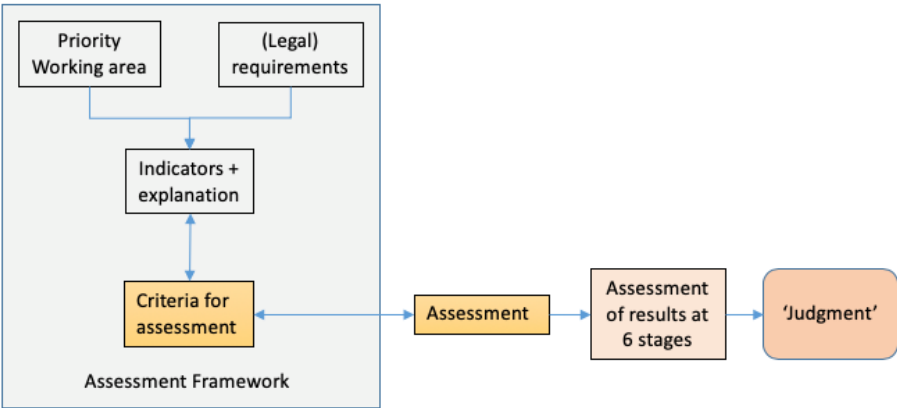 Priority
Working area
(Legal)
requirements
Indicators +
explanation
Criteria for
assessment
Assessment Framework
Assessment
Assessment
of results at
6 stages
‘Judgment’